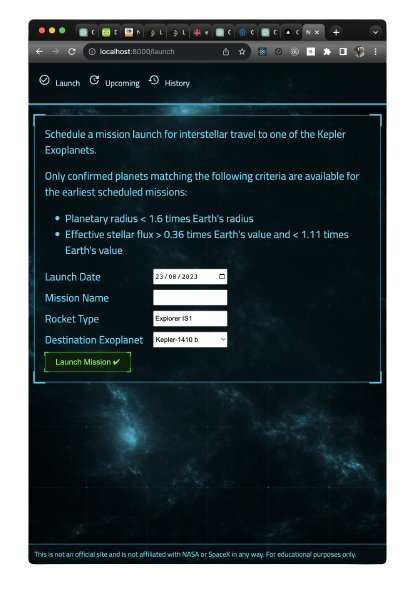 localhost:8000/launch
Launch Upcoming History
Schedule a mission launch for interstellar travel to one of the Kepler
Exoplanets.
Only confirmed planets matching the following criteria are available for
the earliest scheduled missions:
• Planetary radius < 1.6 times Earth's radius
• Effective stellar flux > 0.36 times Earth's value and < 1.11 times
Earth's value
Launch Date 23/08/2023
Mission Name
Rocket Type Explorer IS1
Destination Exoplanet Kepler-1410 b
Launch Mission ✔
This is not an official site and is not affiliated with NASA or SpaceX in any way. For educational purposes only.